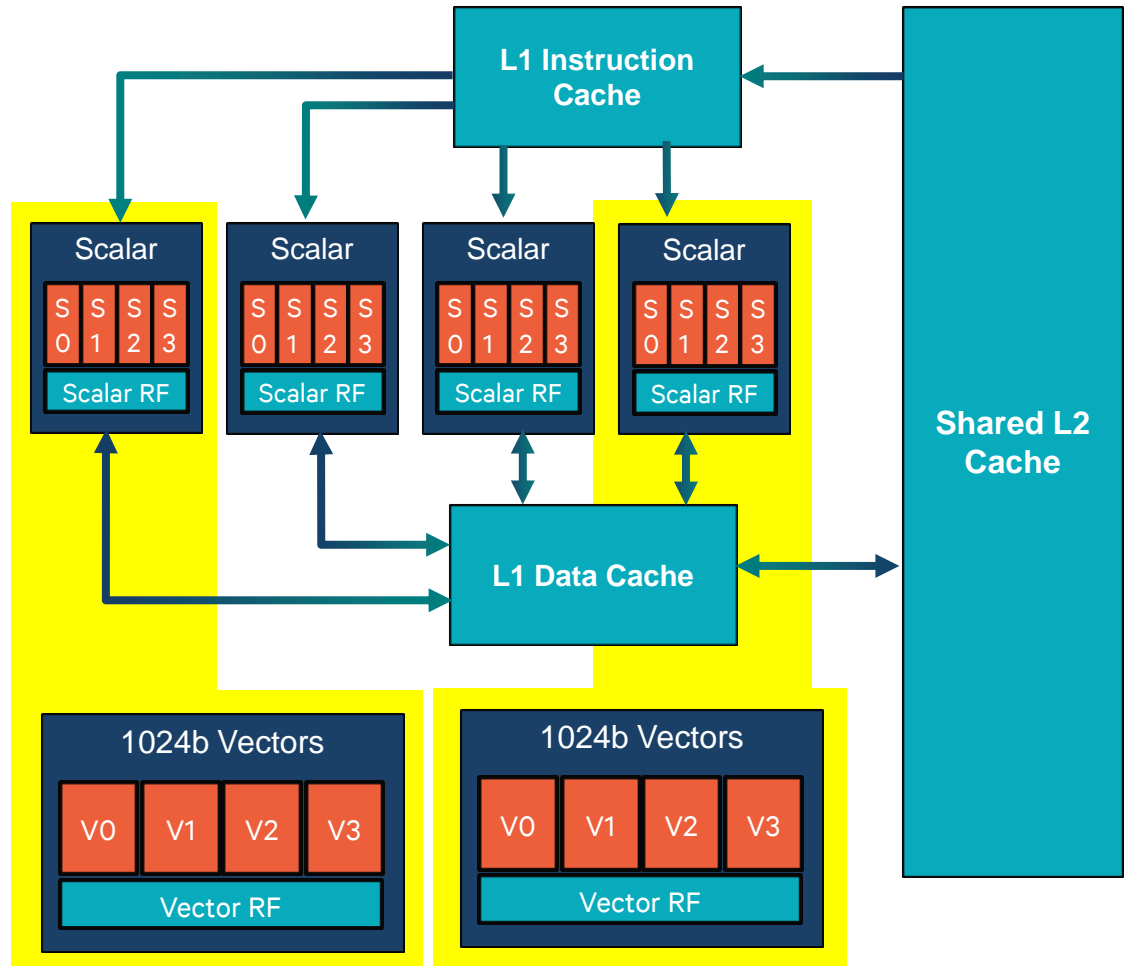 L1 Instruction
Cache
Scalar
S S S S
0 1 2 3
Scalar RF
Scalar
S S S S
0 1 2 3
Scalar RF
Scalar
S S S S
0 1 2 3
Scalar RF
Scalar
S S S S
0 1 2 3
Scalar RF
Shared L2
Cache
L1 Data Cache
1024b Vectors
V0 V1 V2 V3
Vector RF
1024b Vectors
V0 V1 V2 V3
Vector RF